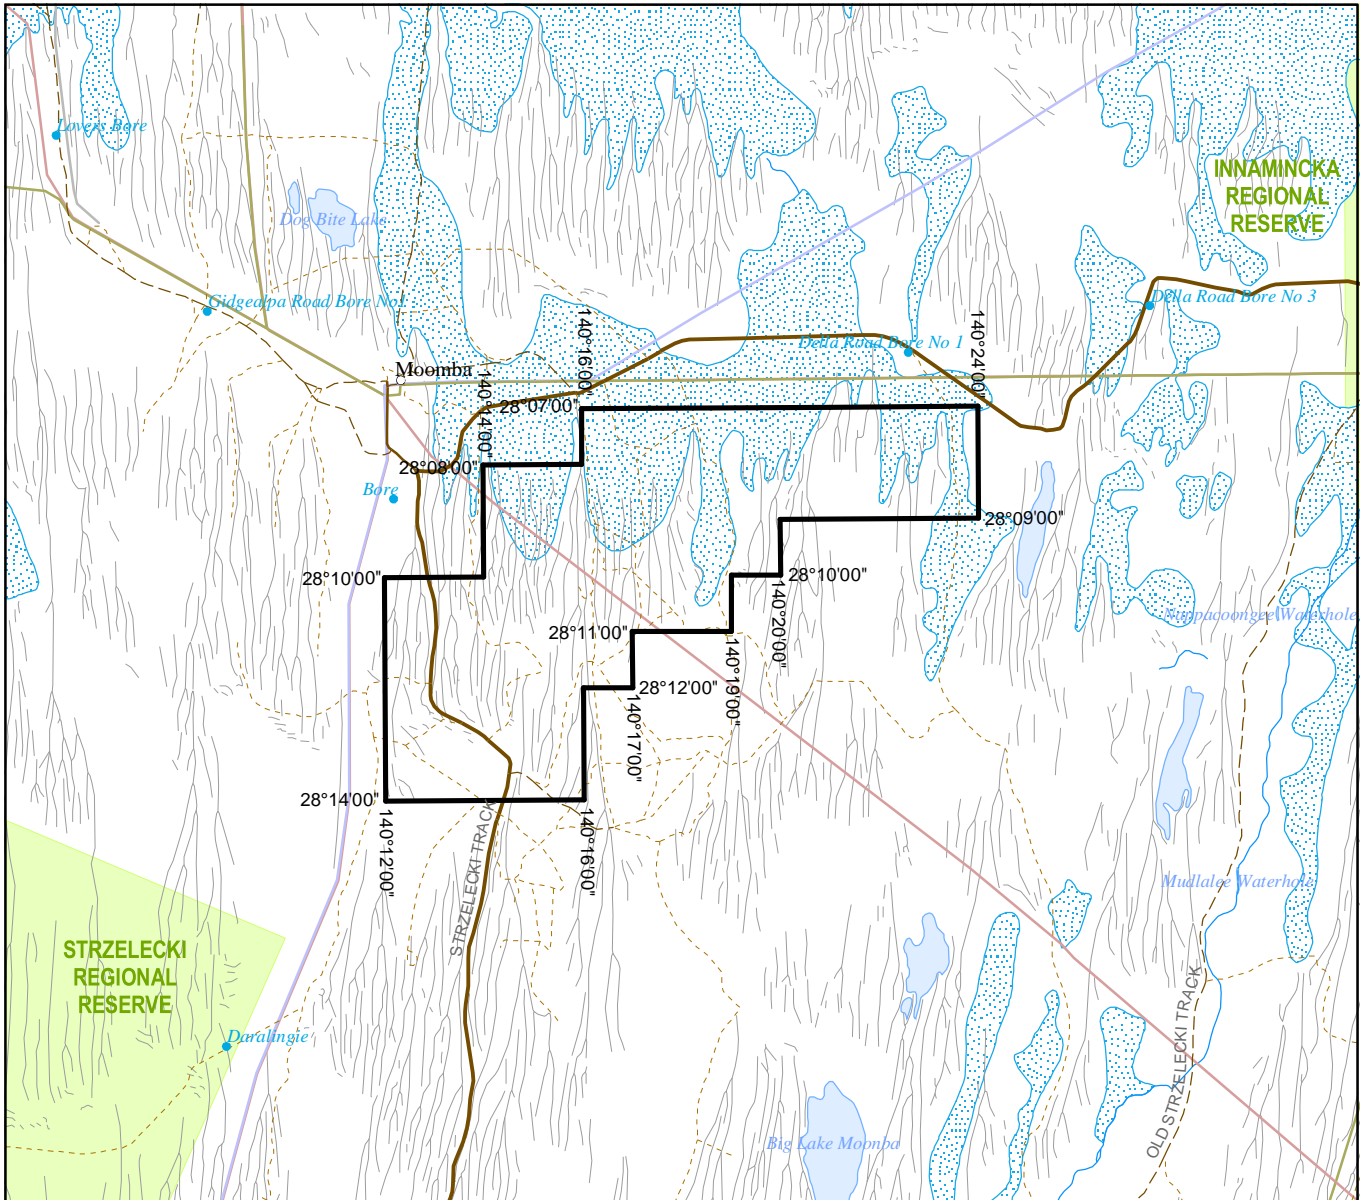 Lovers Bore
INNAMINCKA
REGIONAL
RESERVE
Dog Bite Lake
Gidgealpa Road Bore No1
Della Road Bore No 3
Della Road Bore No 1
Moomba
140°14'00"
140°16'00"
140°24'00"
28°07'00"
28°08'00"
Bore
28°09'00"
28°10'00"
28°10'00"
140°20'00"
Nappacoongee Waterhole
28°11'00"
140°19'00"
28°12'00"
140°17'00"
28°14'00"
140°12'00"
140°16'00"
STRZELECKI TRACK
Mudlalee Waterhole
STRZELECKI
REGIONAL
RESERVE
Daralingie
OLD STRZELECKI TRACK
Big Lake Moonba